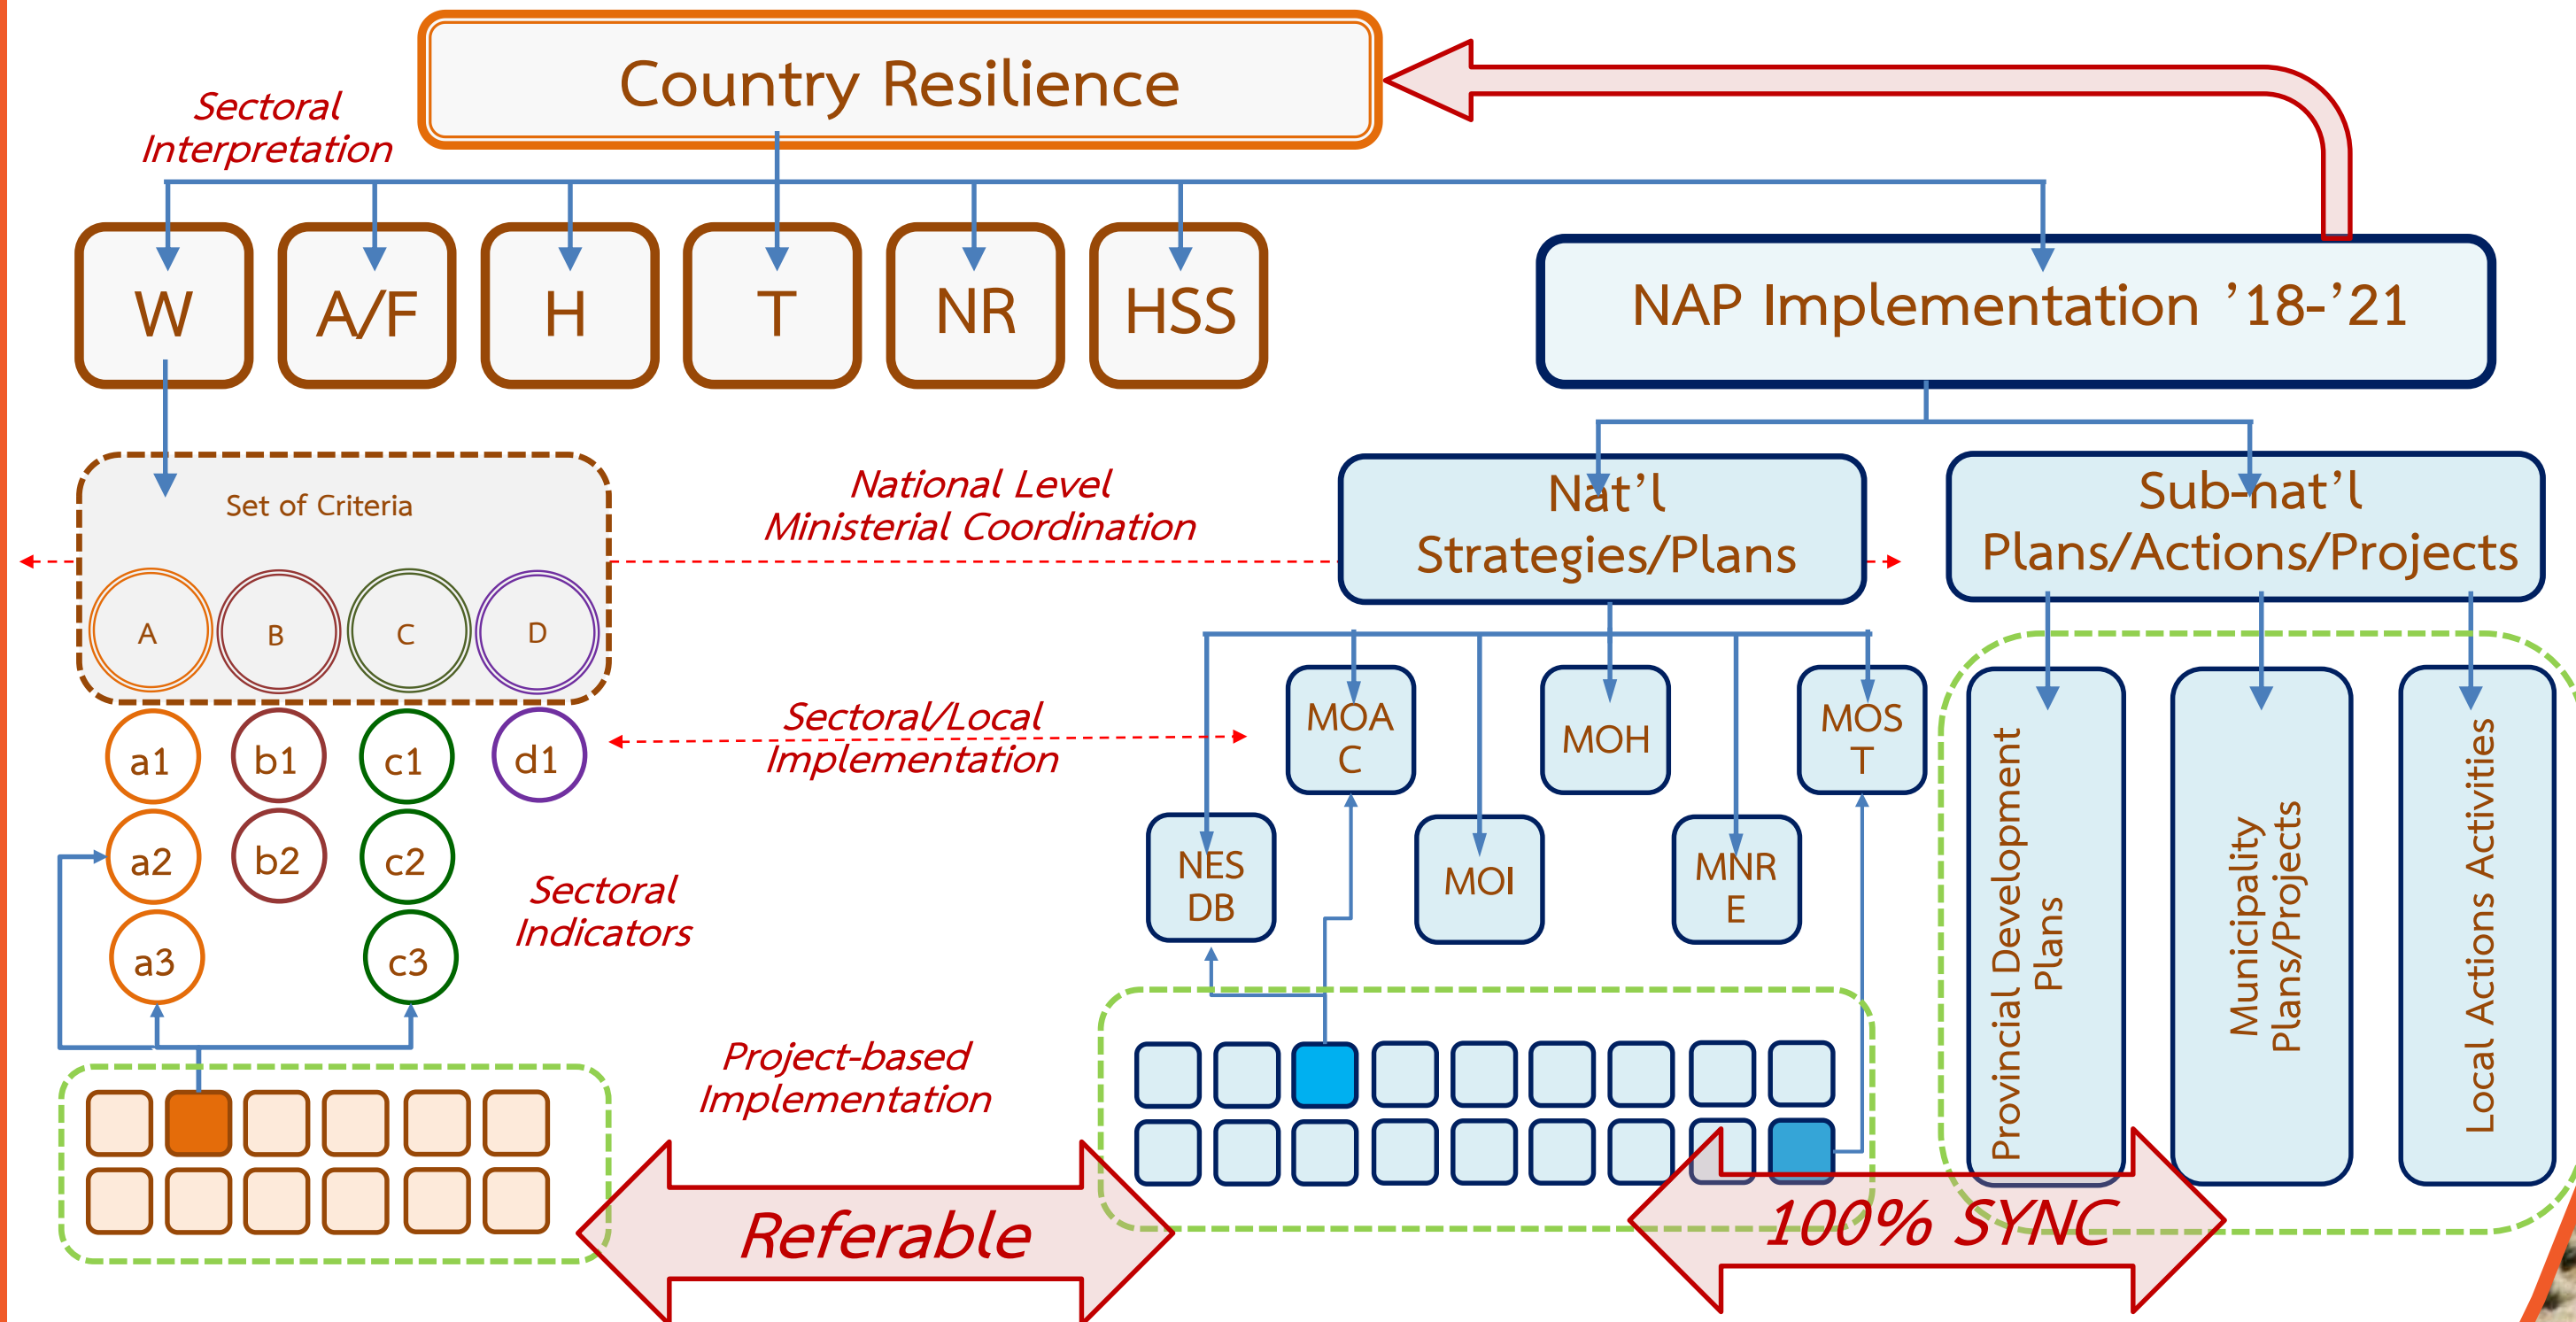 Country Resilience
Sectoral
Interpretation
W
A/F
H
T
NR
HSS
NAP Implementation ’18-’21
Set of Criteria
A
B
C
D
National Level
Ministerial Coordination
Nat’l
Strategies/Plans
Sub-nat’l
Plans/Actions/Projects
a1
b1
c1
d1
a2
b2
c2
a3
c3
Sectoral/Local
Implementation
Sectoral
Indicators
MOA
C
MOH
MOS
T
NES
DB
MOI
MNR
E
Provincial Development
Plans
Municipality
Plans/Projects
Local Actions Activities
Project-based
Implementation
Referable
100% SYNC